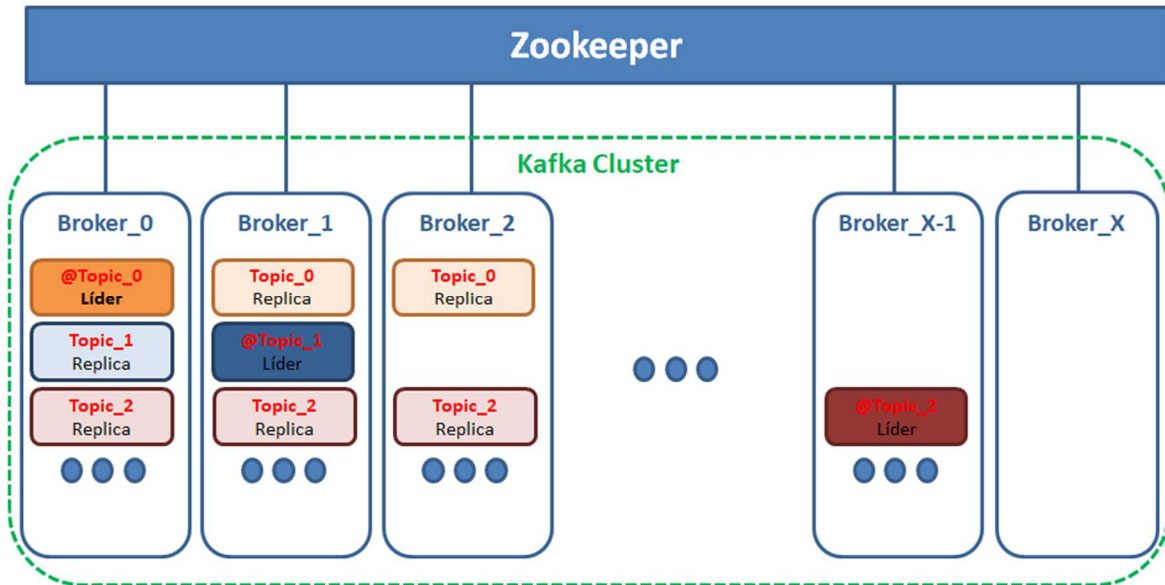 Zookeeper
Kafka Cluster
Broker_0
@Topic_0
Líder
Topic_1
Replica
Topic_2
Replica
Broker_1
Topic_0
Replica
@Topic_1
Líder
Topic_2
Replica
Broker_2
Topic_0
Replica
Topic_2
Replica
Broker_X-1
@Topic_2
Líder
Broker_X